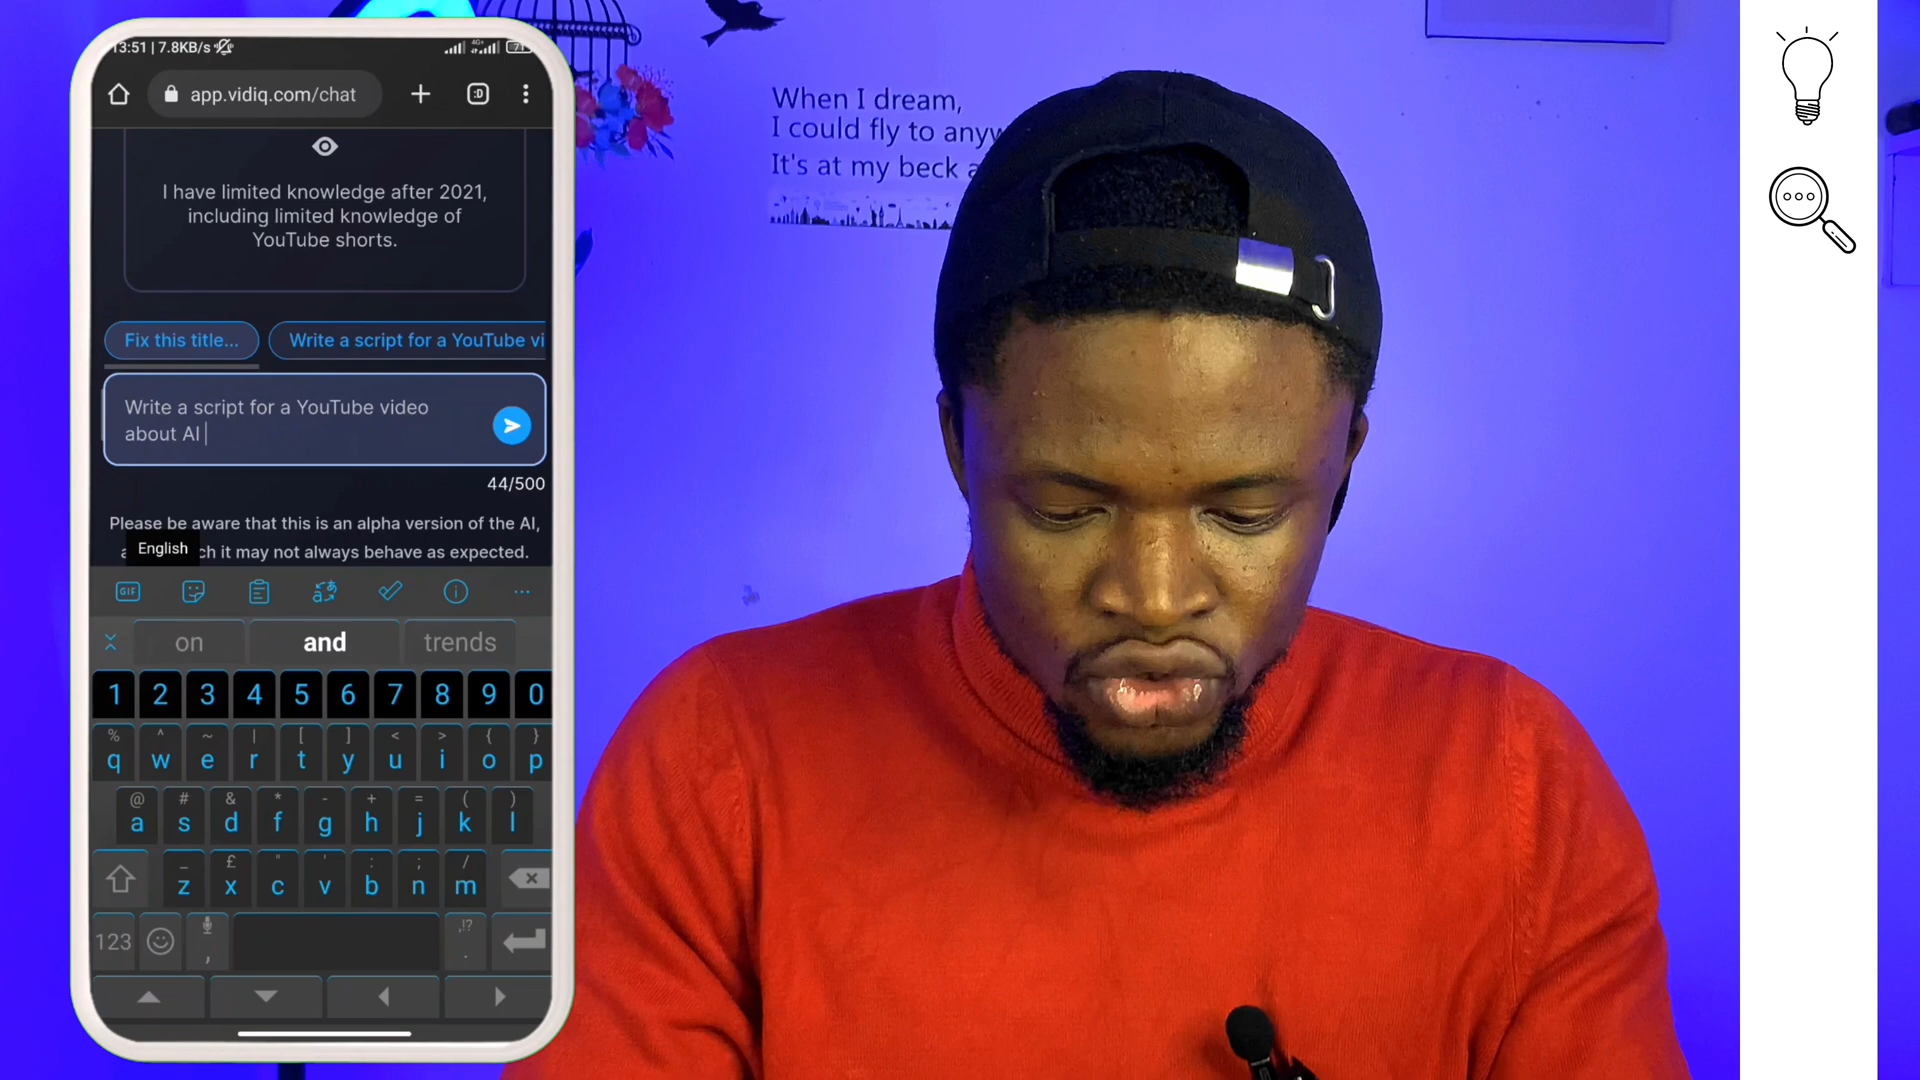 13:51 | 7.8KB/s
4G+
71
app.vidiq.com/chat
:D
I have limited knowledge after 2021,
including limited knowledge of
YouTube shorts.
Fix this title...
Write a script for a YouTube vi
Write a script for a YouTube video
about AI
44/500
Please be aware that this is an alpha version of the AI,
English
ch it may not always behave as expected.
GIF
on and trends
1 2 3 4 5 6 7 8 9 0
% ^ ~ | [ ] < > { }
q w e r t y u i o p
@ # & * - + = ( )
a s d f g h j k l
_ £ " ' : ; /
z x c v b n m
123 , ,!? .
When I dream,
I could fly to anyw
It's at my beck a